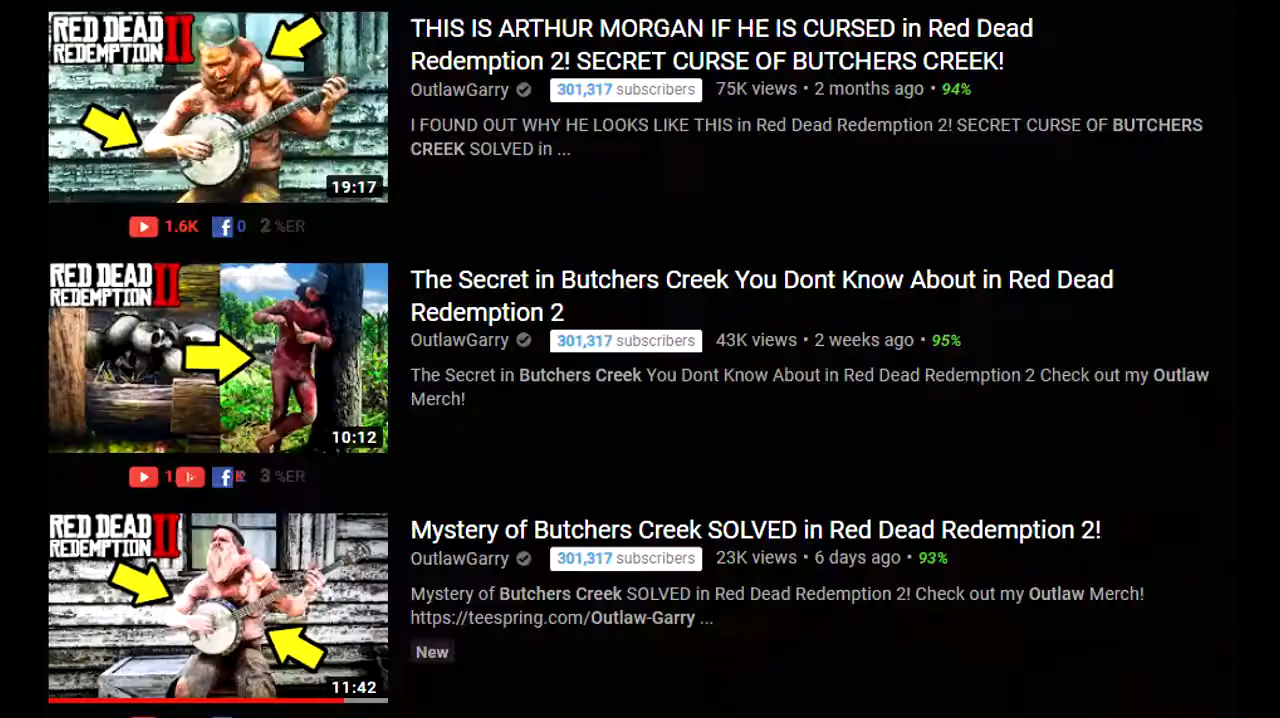 RED DEAD
REDEMPTION II
19:17
THIS IS ARTHUR MORGAN IF HE IS CURSED in Red Dead
Redemption 2! SECRET CURSE OF BUTCHERS CREEK!
OutlawGarry 301,317 subscribers 75K views • 2 months ago • 94%
I FOUND OUT WHY HE LOOKS LIKE THIS in Red Dead Redemption 2! SECRET CURSE OF BUTCHERS
CREEK SOLVED in ...
1.6K f 0 2 %ER
RED DEAD
REDEMPTION II
10:12
The Secret in Butchers Creek You Dont Know About in Red Dead
Redemption 2
OutlawGarry 301,317 subscribers 43K views • 2 weeks ago • 95%
The Secret in Butchers Creek You Dont Know About in Red Dead Redemption 2 Check out my Outlaw
Merch!
f 3 %ER
RED DEAD
REDEMPTION II
11:42
Mystery of Butchers Creek SOLVED in Red Dead Redemption 2!
OutlawGarry 301,317 subscribers 23K views • 6 days ago • 93%
Mystery of Butchers Creek SOLVED in Red Dead Redemption 2! Check out my Outlaw Merch!
https://teespring.com/Outlaw-Garry ...
New